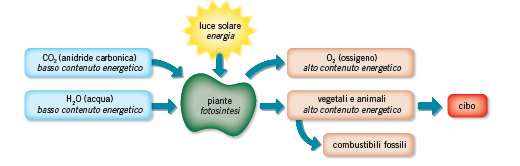 luce solare
energia
CO₂ (anidride carbonica)
basso contenuto energetico
O₂ (ossigeno)
alto contenuto energetico
H₂O (acqua)
basso contenuto energetico
piante
fotosintesi
vegetali e animali
alto contenuto energetico
cibo
combustibili fossili